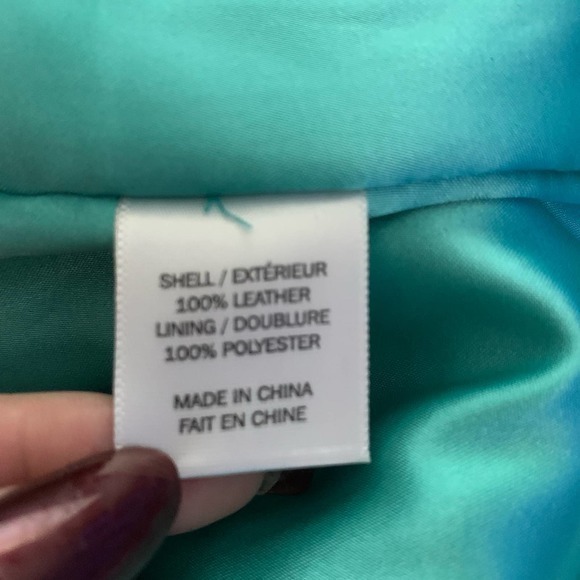 SHELL / EXTÉRIEUR
100% LEATHER
LINING / DOUBLURE
100% POLYESTER
MADE IN CHINA
FAIT EN CHINE